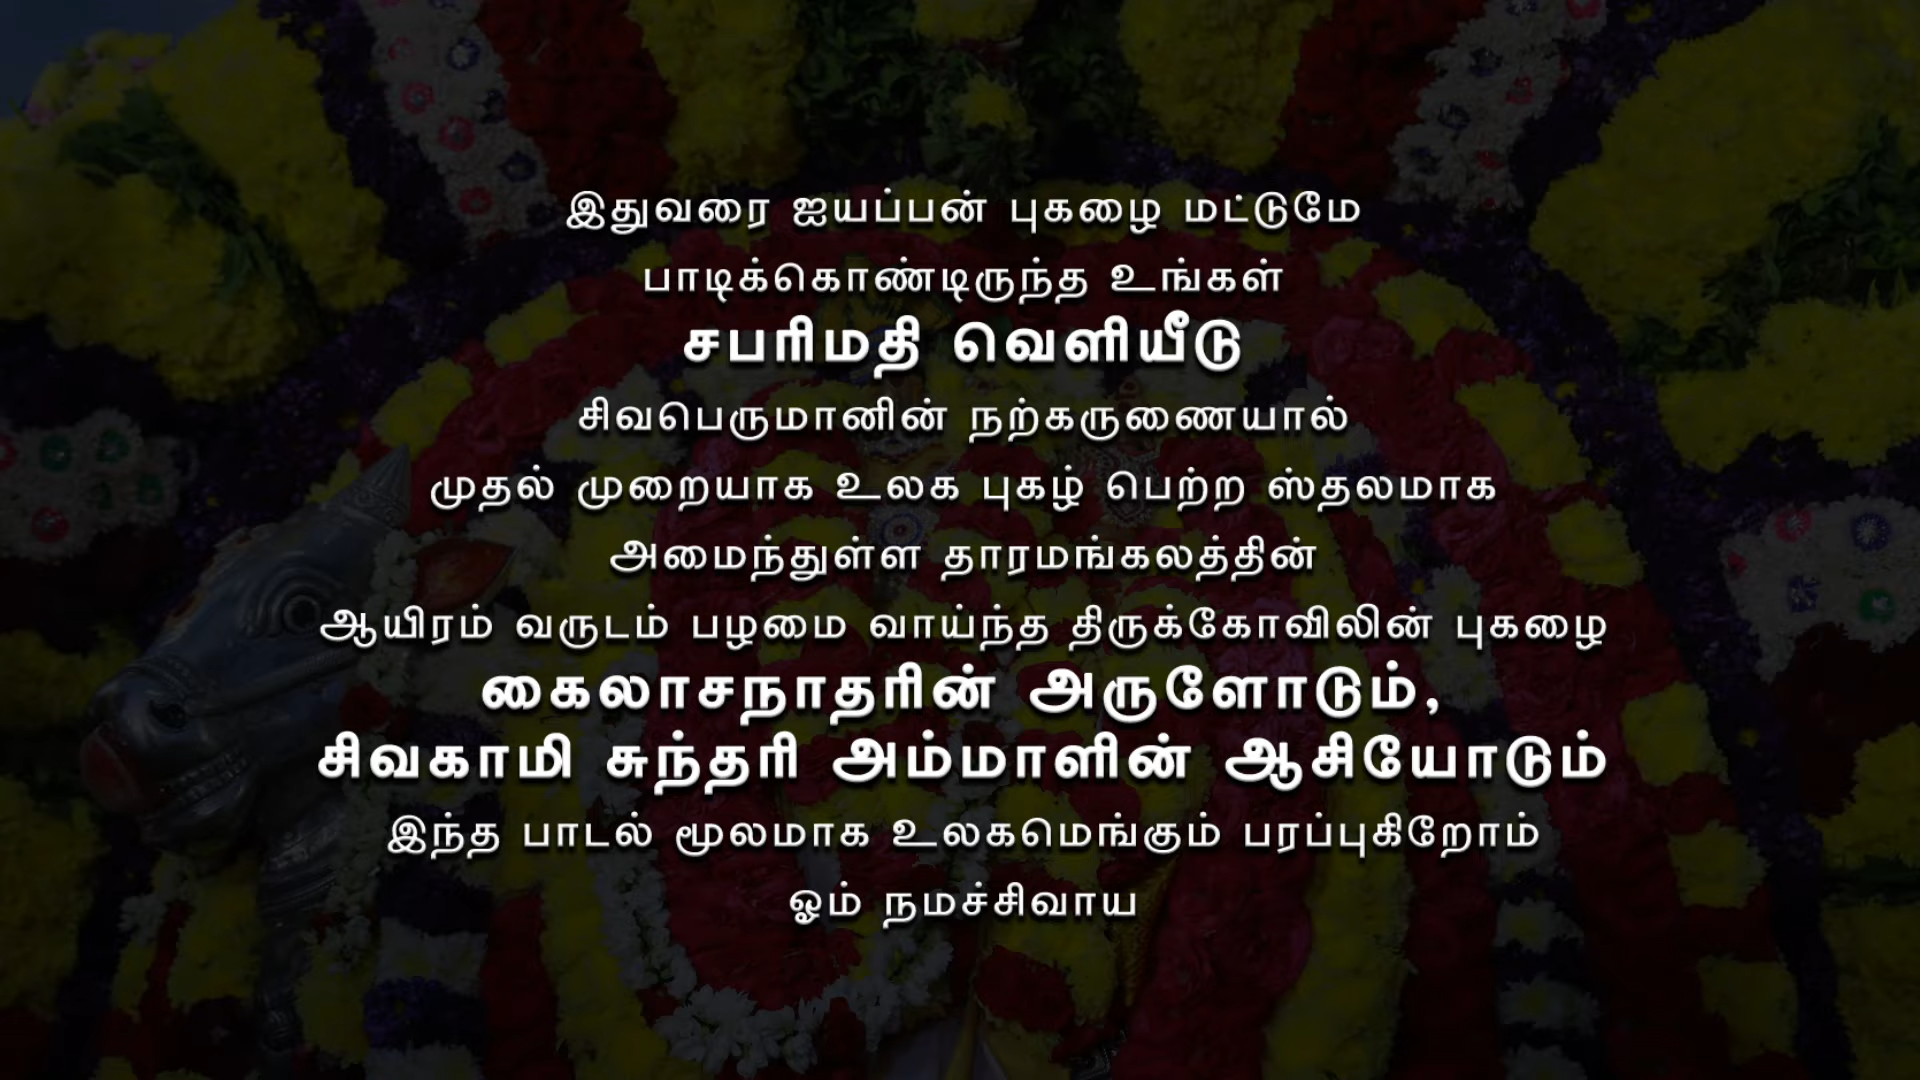 இதுவரை ஐயப்பன் புகழை மட்டுமே
பாடிக்கொண்டிருந்த உங்கள்
சபரிமதி வெளியீடு
சிவபெருமானின் நற்கருணையால்
முதல் முறையாக உலக புகழ் பெற்ற ஸ்தலமாக
அமைந்துள்ள தாரமங்கலத்தின்
ஆயிரம் வருடம் பழமை வாய்ந்த திருக்கோவிலின் புகழை
கைலாசநாதரின் அருளோடும்,
சிவகாமி சுந்தரி அம்மாளின் ஆசியோடும்
இந்த பாடல் மூலமாக உலகமெங்கும் பரப்புகிறோம்
ஓம் நமச்சிவாய